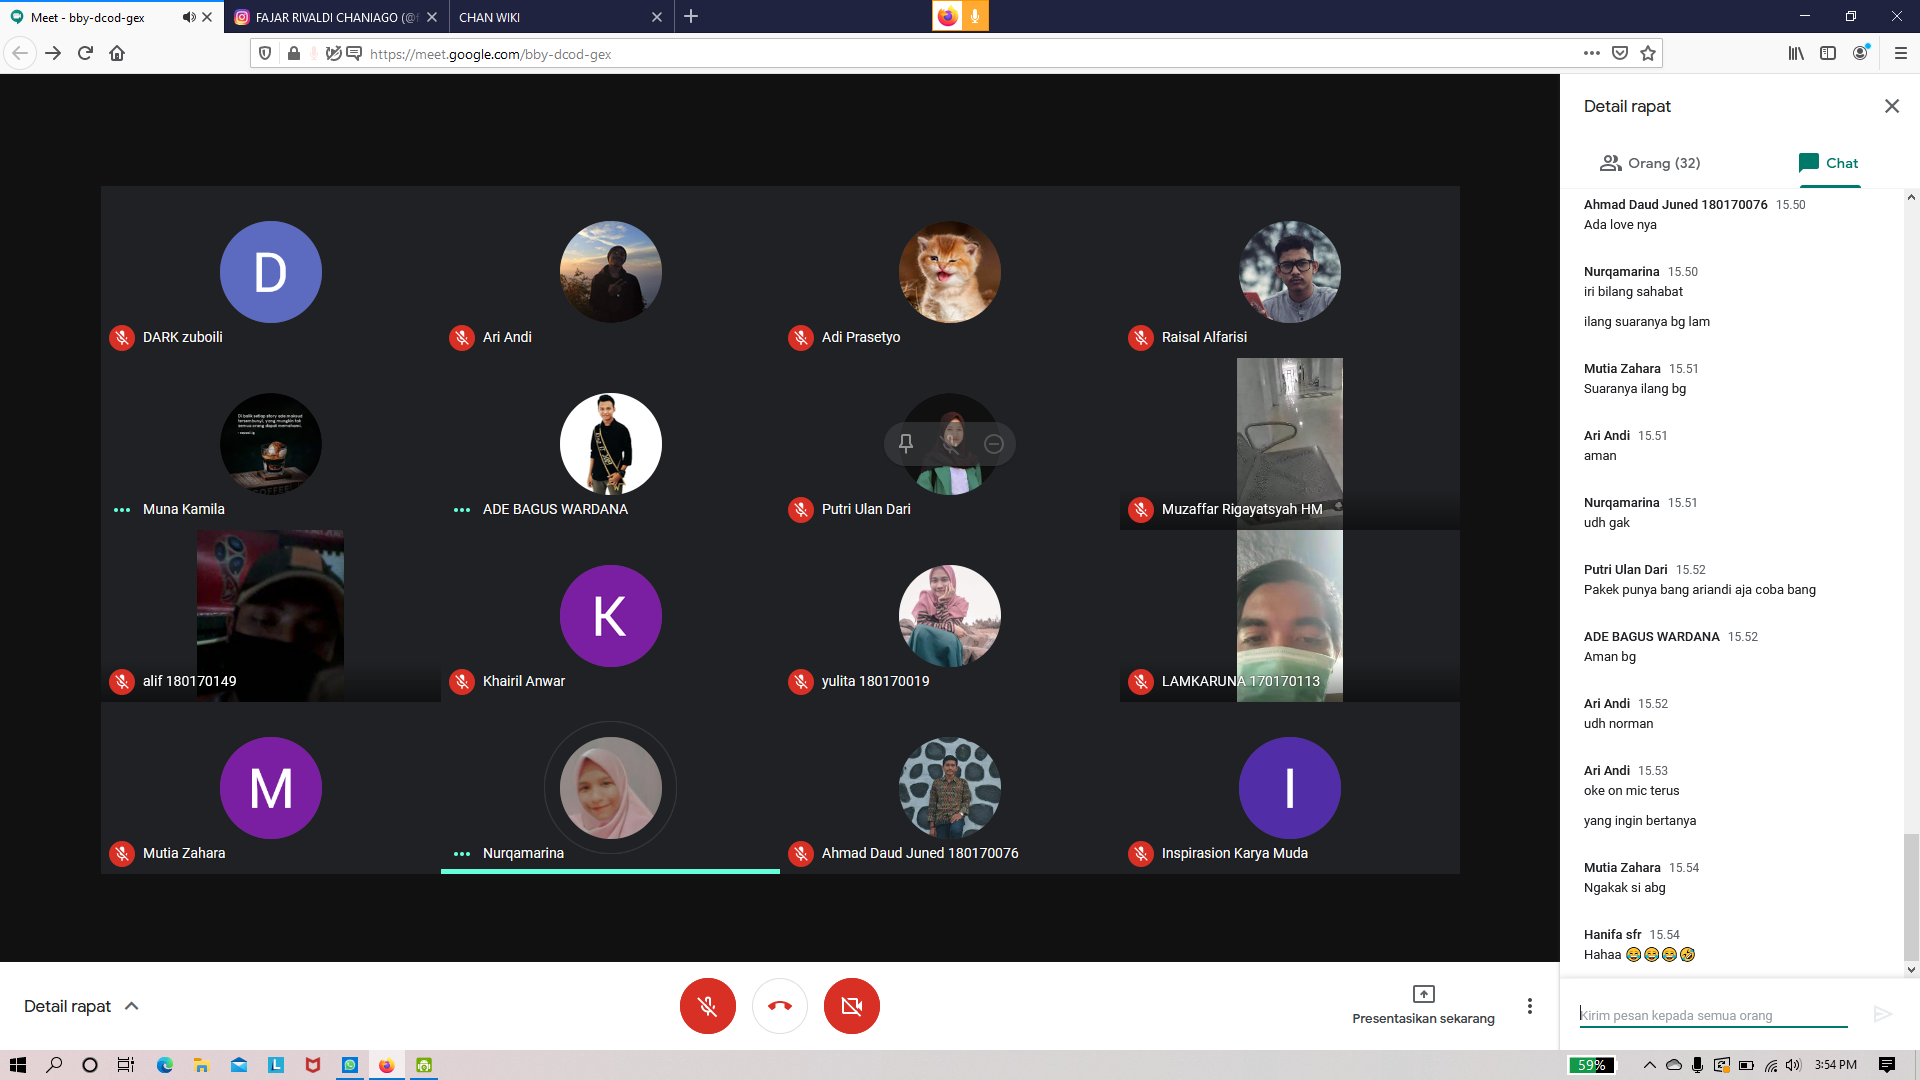 Meet - bby-dcod-gex
FAJAR RIVALDI CHANIAGO (@f
CHAN WIKI
https://meet.google.com/bby-dcod-gex
Detail rapat
Orang (32)
Chat
D
DARK zuboili
Ari Andi
Adi Prasetyo
Raisal Alfarisi
Muna Kamila
ADE BAGUS WARDANA
Putri Ulan Dari
Muzaffar Rigayatsyah HM
alif 180170149
K
Khairil Anwar
yulita 180170019
LAMKARUNA 170170113
M
Mutia Zahara
Nurqamarina
Ahmad Daud Juned 180170076
I
Inspirasion Karya Muda
Ahmad Daud Juned 180170076 15.50
Ada love nya
Nurqamarina 15.50
iri bilang sahabat
ilang suaranya bg lam
Mutia Zahara 15.51
Suaranya ilang bg
Ari Andi 15.51
aman
Nurqamarina 15.51
udh gak
Putri Ulan Dari 15.52
Pakek punya bang ariandi aja coba bang
ADE BAGUS WARDANA 15.52
Aman bg
Ari Andi 15.52
udh norman
Ari Andi 15.53
oke on mic terus
yang ingin bertanya
Mutia Zahara 15.54
Ngakak si abg
Hanifa sfr 15.54
Hahaa 😂😂😂🤣
Kirim pesan kepada semua orang
Detail rapat
Presentasikan sekarang
59%
3:54 PM